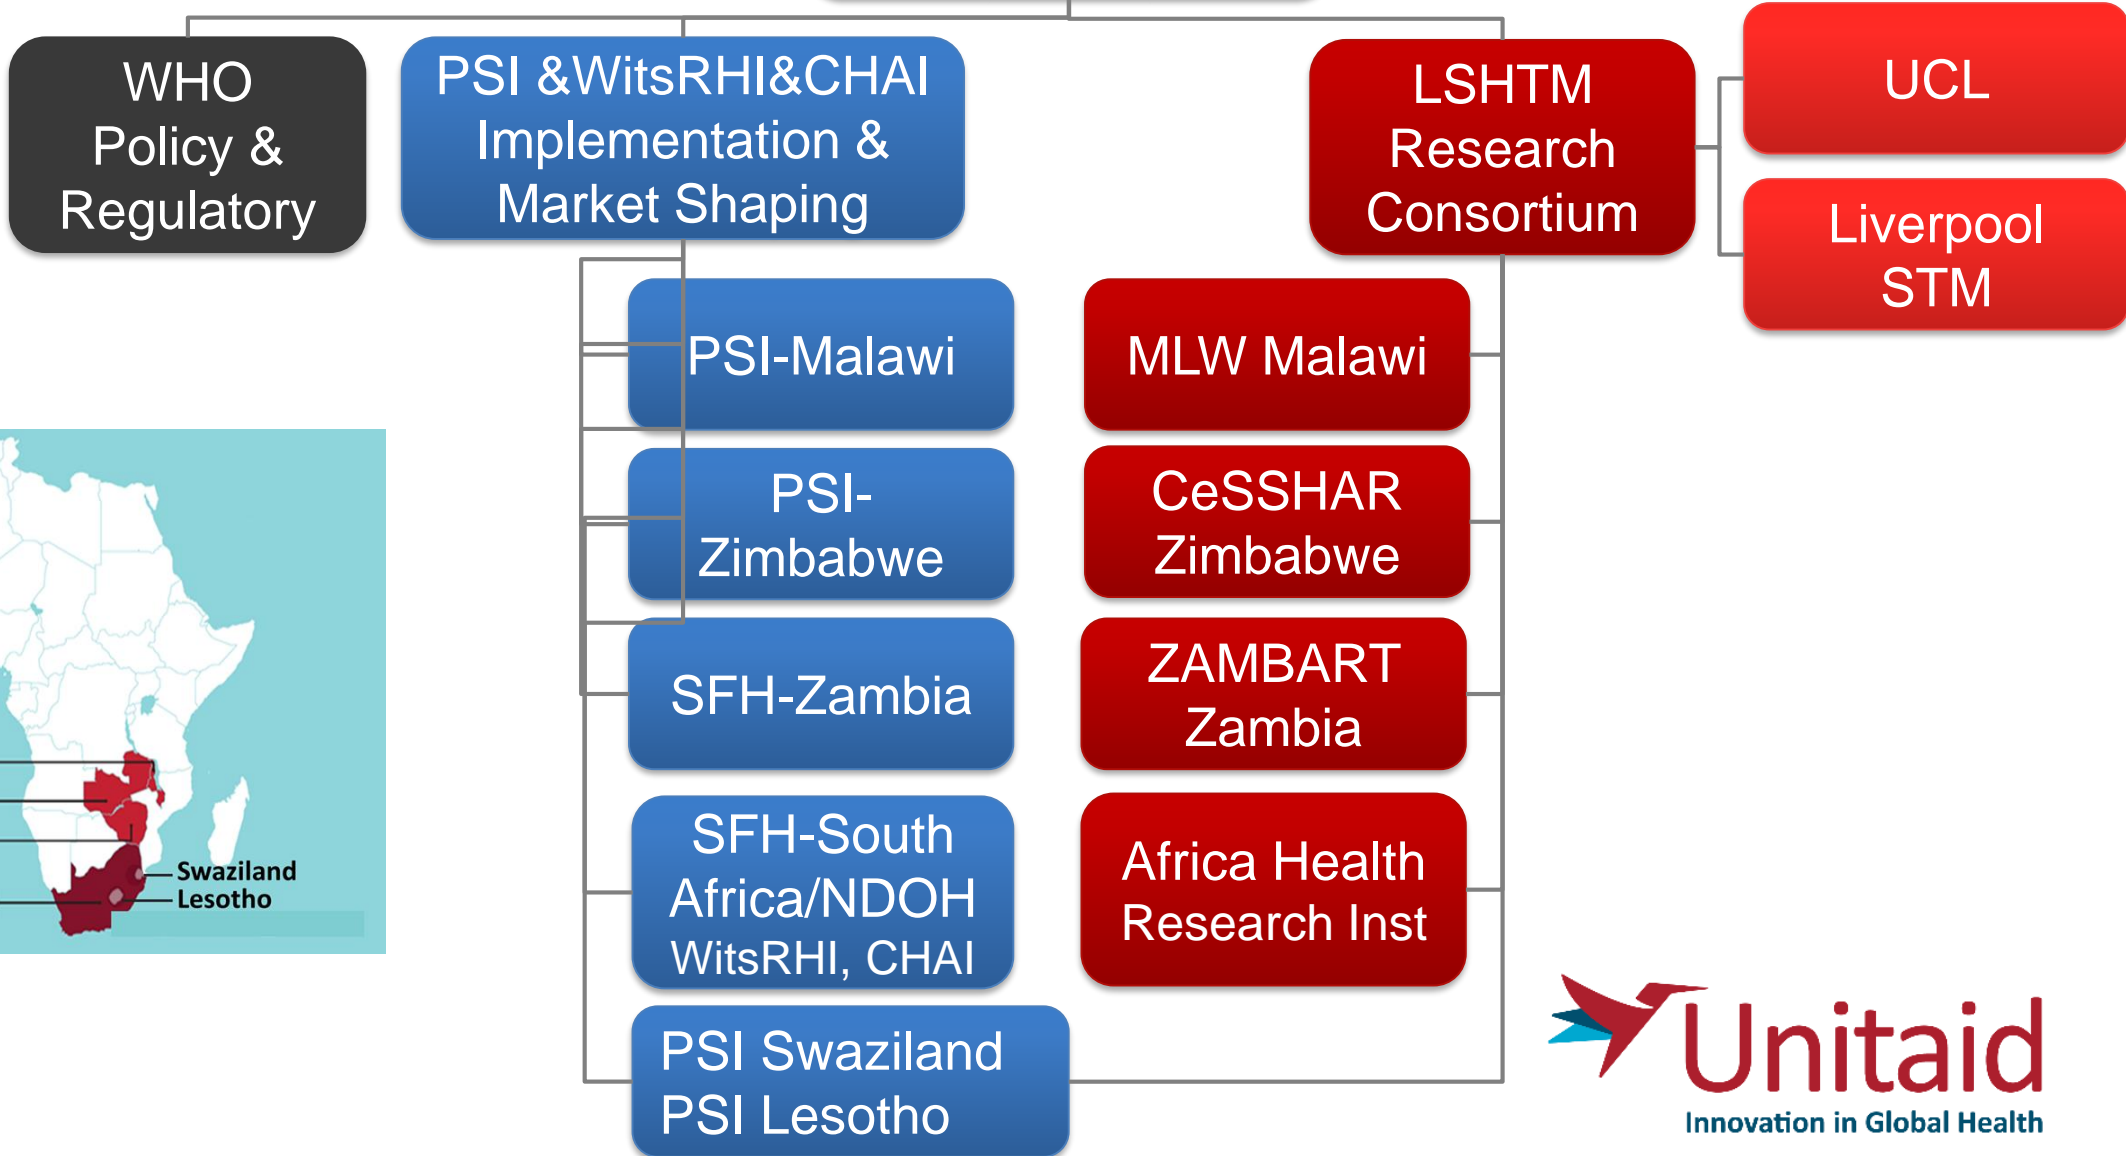 WHO
Policy &
Regulatory
PSI &WitsRHI&CHAI
Implementation &
Market Shaping
LSHTM
Research
Consortium
UCL
Liverpool
STM
PSI-Malawi
MLW Malawi
PSI-
Zimbabwe
CeSSHAR
Zimbabwe
SFH-Zambia
ZAMBART
Zambia
SFH-South
Africa/NDOH
WitsRHI, CHAI
Africa Health
Research Inst
PSI Swaziland
PSI Lesotho
Swaziland
Lesotho
Unitaid
Innovation in Global Health